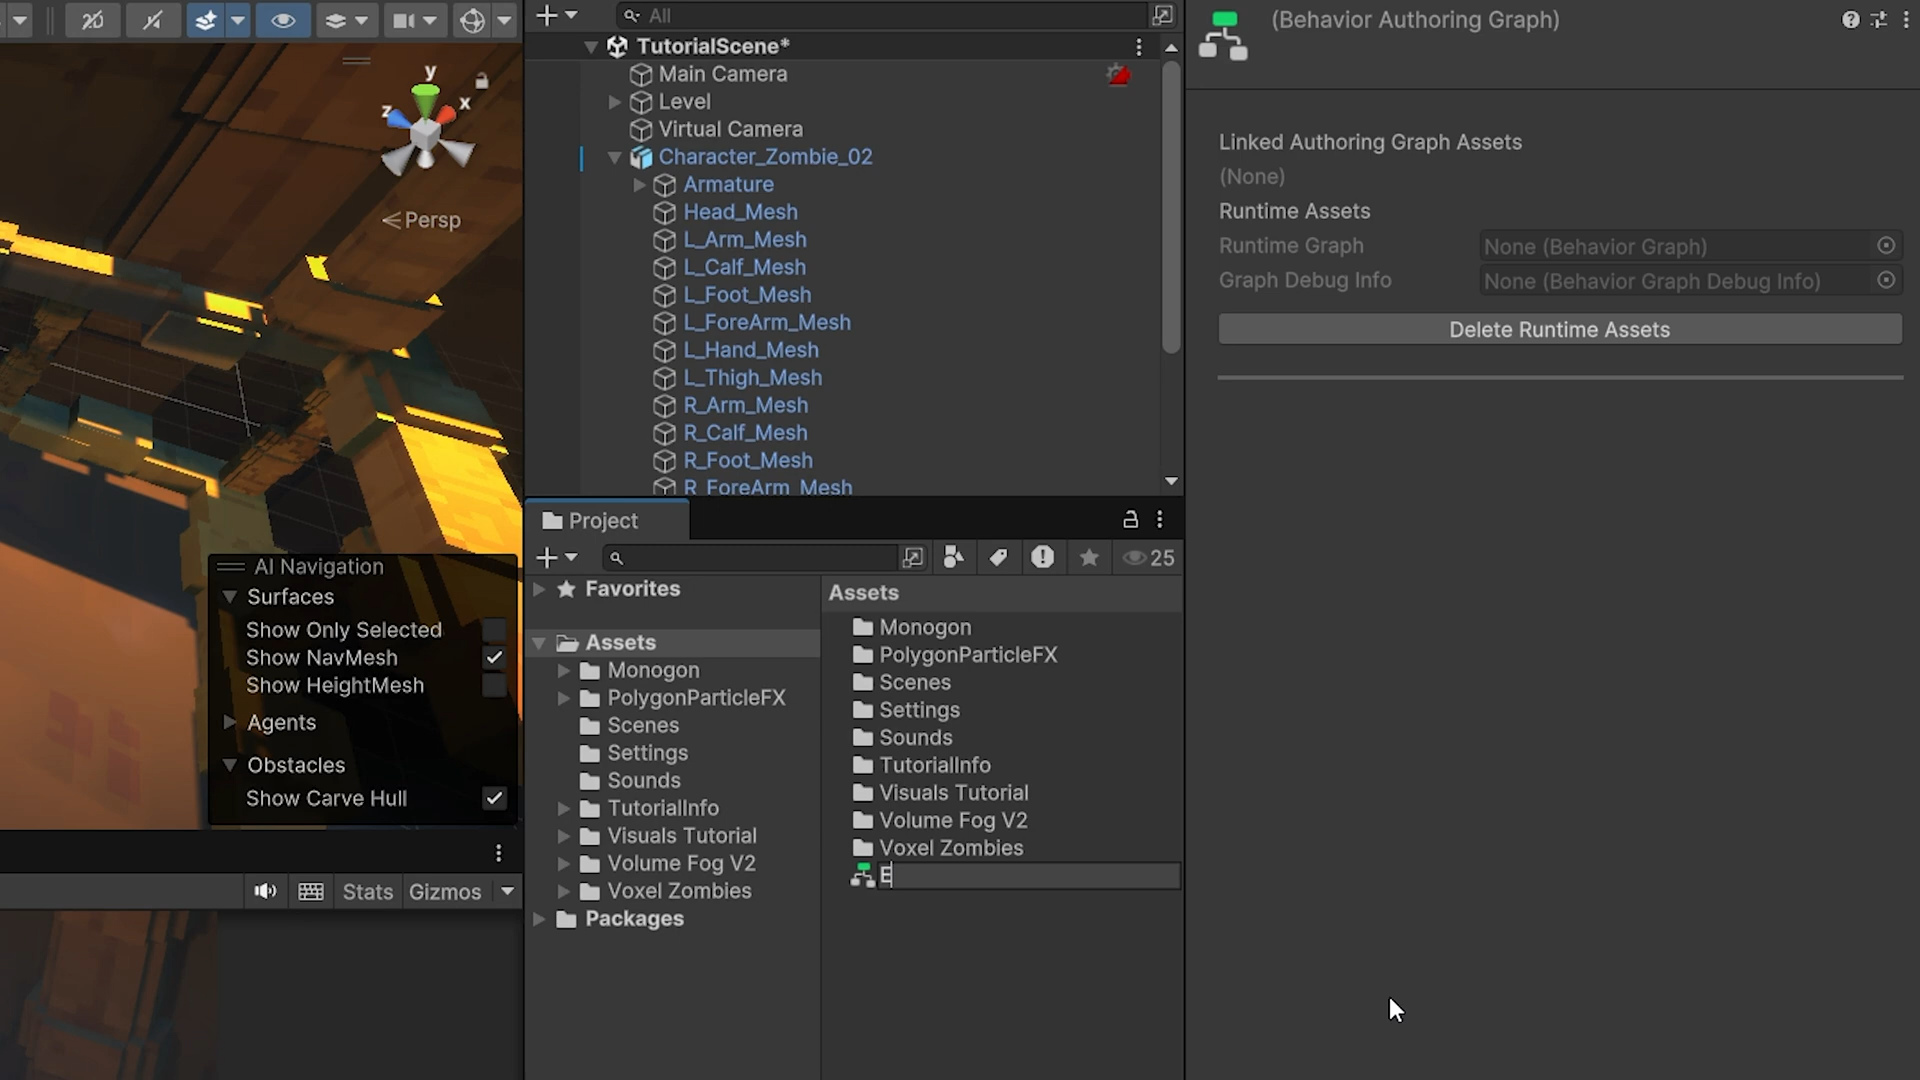 2D
All
TutorialScene*
Main Camera
Level
Virtual Camera
Character_Zombie_02
Armature
Head_Mesh
L_Arm_Mesh
L_Calf_Mesh
L_Foot_Mesh
L_ForeArm_Mesh
L_Hand_Mesh
L_Thigh_Mesh
R_Arm_Mesh
R_Calf_Mesh
R_Foot_Mesh
R_ForeArm_Mesh
y
x
z
Persp
AI Navigation
Surfaces
Show Only Selected
Show NavMesh
Show HeightMesh
Agents
Obstacles
Show Carve Hull
Stats
Gizmos
Project
25
Favorites
Assets
Monogon
PolygonParticleFX
Scenes
Settings
Sounds
TutorialInfo
Visuals Tutorial
Volume Fog V2
Voxel Zombies
Packages
Assets
Monogon
PolygonParticleFX
Scenes
Settings
Sounds
TutorialInfo
Visuals Tutorial
Volume Fog V2
Voxel Zombies
E
(Behavior Authoring Graph)
Linked Authoring Graph Assets
(None)
Runtime Assets
Runtime Graph None (Behavior Graph)
Graph Debug Info None (Behavior Graph Debug Info)
Delete Runtime Assets